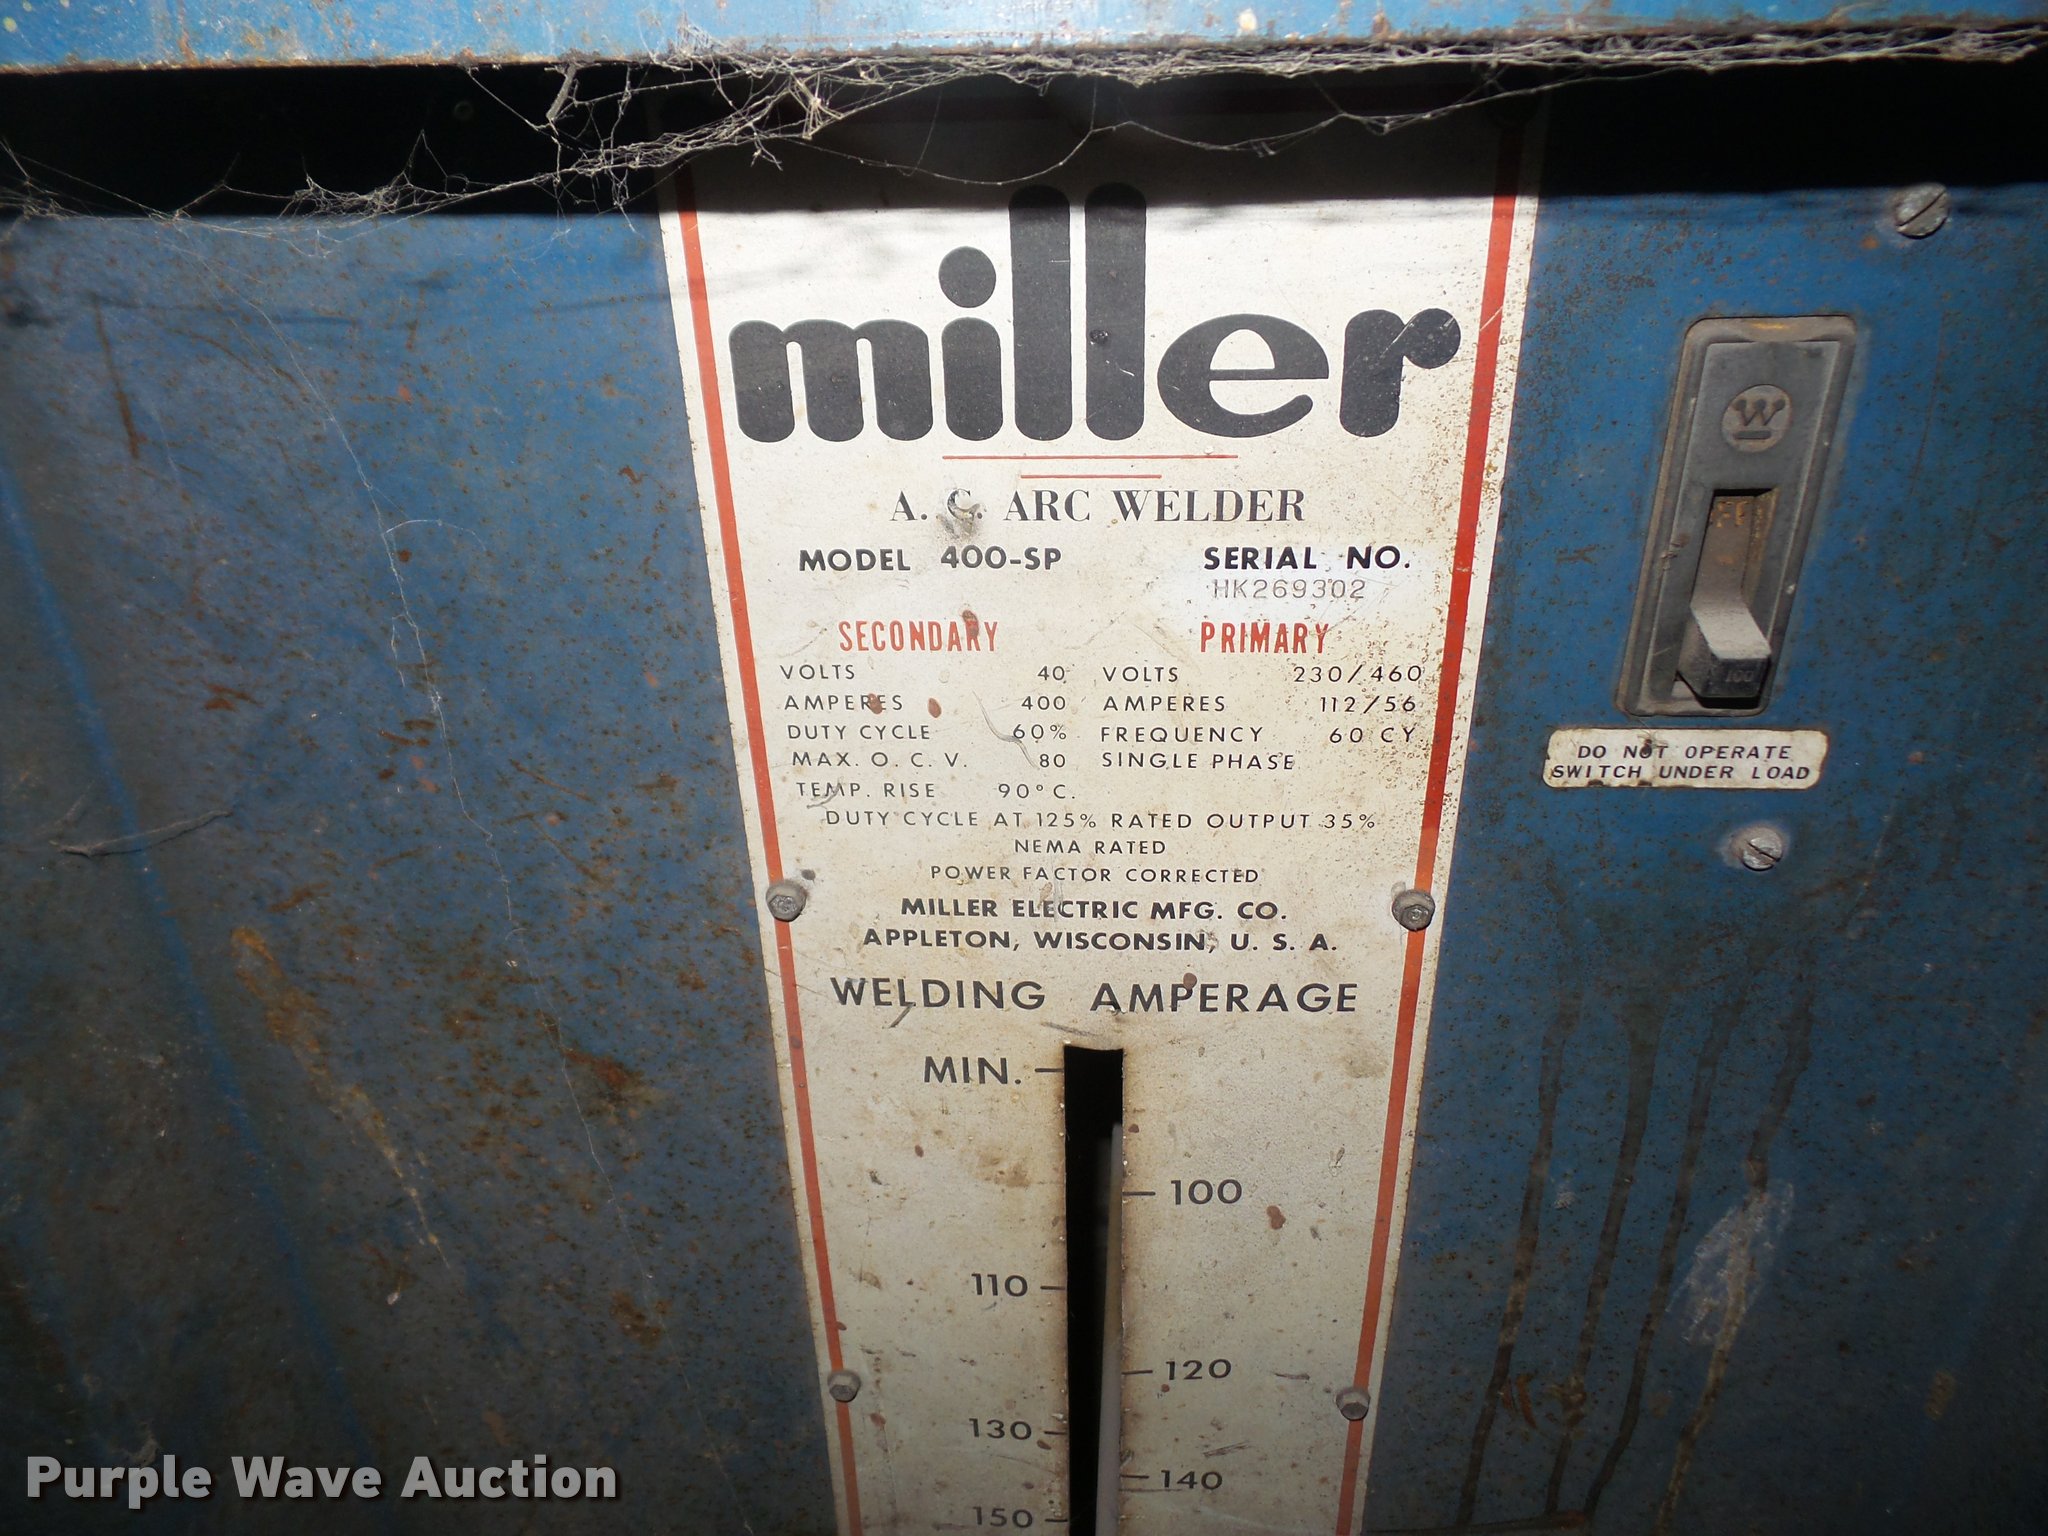 miller
A. C. ARC WELDER
MODEL 400-SP SERIAL NO.
HK269302
SECONDARY PRIMARY
VOLTS 40 VOLTS 230/460
AMPERES 400 AMPERES 112/56
DUTY CYCLE 60% FREQUENCY 60 CY
MAX. O. C. V. 80 SINGLE PHASE
TEMP. RISE 90° C.
DUTY CYCLE AT 125% RATED OUTPUT 35%
NEMA RATED
POWER FACTOR CORRECTED
MILLER ELECTRIC MFG. CO.
APPLETON, WISCONSIN, U. S. A.
WELDING AMPERAGE
MIN.
100
110
120
130
140
150
W
100
DO NOT OPERATE
SWITCH UNDER LOAD
Purple Wave Auction